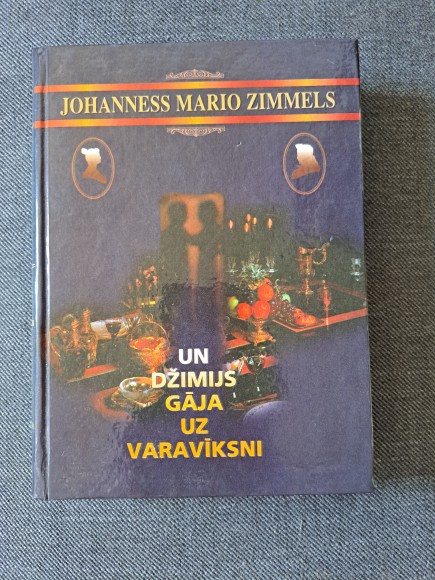 JOHANNESS MARIO ZIMMELS
UN
DŽIMIJS
GĀJA
UZ
VARAVĪKSNI